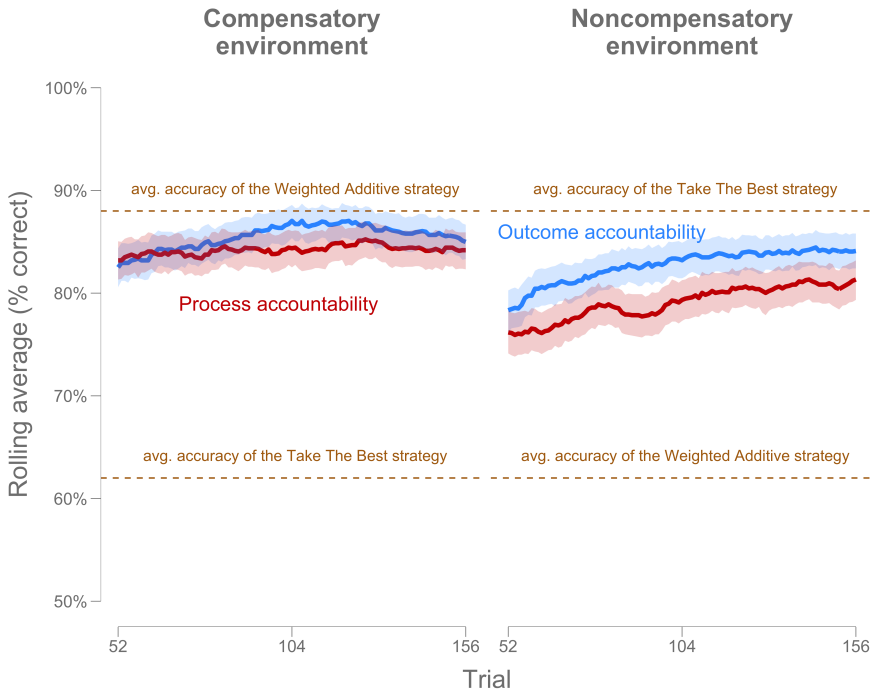 Compensatory
environment
Noncompensatory
environment
Rolling average (% correct)
100%
90%
80%
70%
60%
50%
avg. accuracy of the Weighted Additive strategy
Process accountability
avg. accuracy of the Take The Best strategy
avg. accuracy of the Take The Best strategy
Outcome accountability
avg. accuracy of the Weighted Additive strategy
52
104
156
52
104
156
Trial